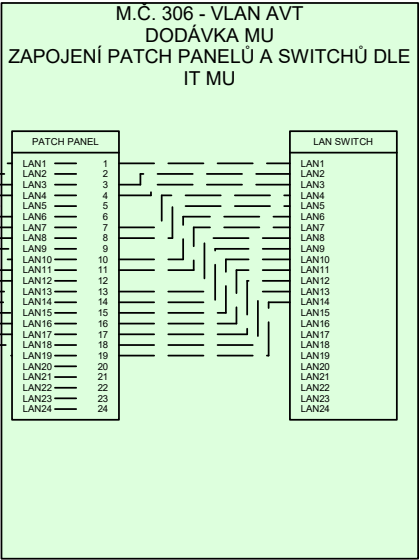 M.Č. 306 - VLAN AVT
DODÁVKA MU
ZAPOJENÍ PATCH PANELŮ A SWITCHŮ DLE
IT MU
PATCH PANEL
LAN1 1
LAN2 2
LAN3 3
LAN4 4
LAN5 5
LAN6 6
LAN7 7
LAN8 8
LAN9 9
LAN10 10
LAN11 11
LAN12 12
LAN13 13
LAN14 14
LAN15 15
LAN16 16
LAN17 17
LAN18 18
LAN19 19
LAN20 20
LAN21 21
LAN22 22
LAN23 23
LAN24 24
LAN SWITCH
LAN1
LAN2
LAN3
LAN4
LAN5
LAN6
LAN7
LAN8
LAN9
LAN10
LAN11
LAN12
LAN13
LAN14
LAN15
LAN16
LAN17
LAN18
LAN19
LAN20
LAN21
LAN22
LAN23
LAN24